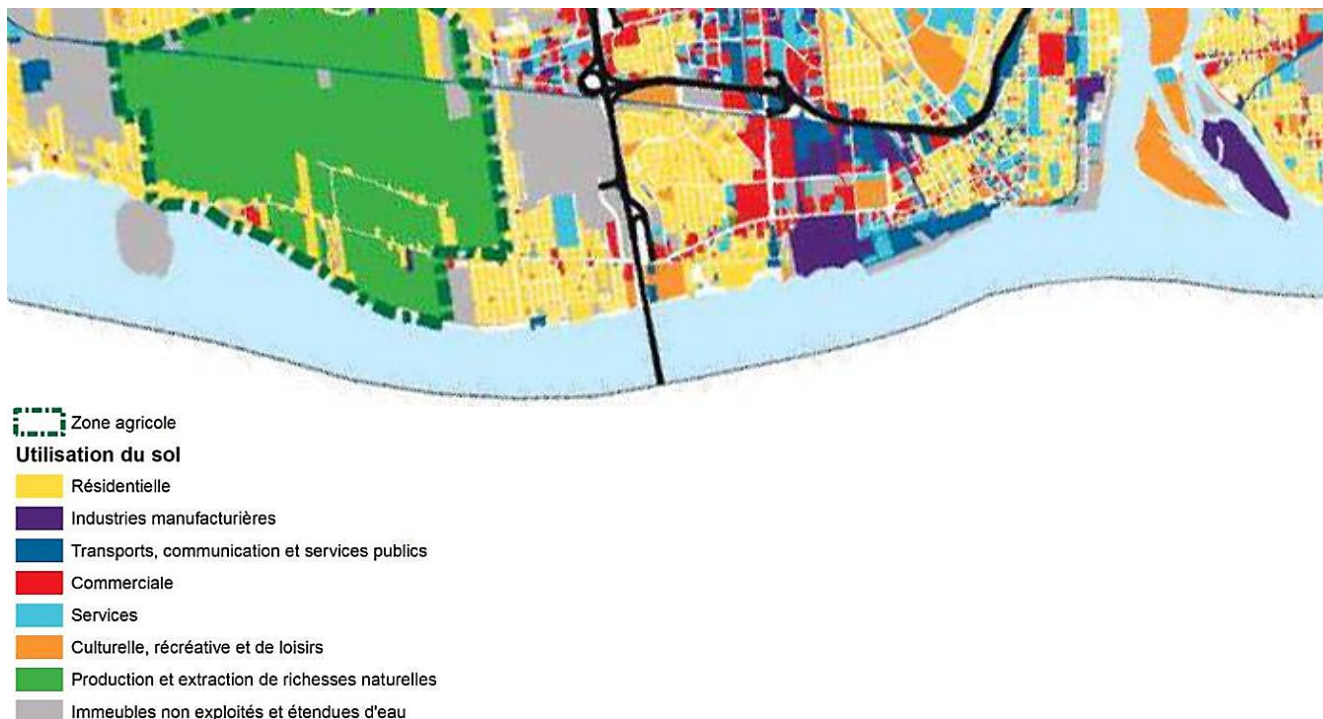 Zone agricole
Utilisation du sol
Résidentielle
Industries manufacturières
Transports, communication et services publics
Commerciale
Services
Culturelle, récréative et de loisirs
Production et extraction de richesses naturelles
Immeubles non exploités et étendues d'eau